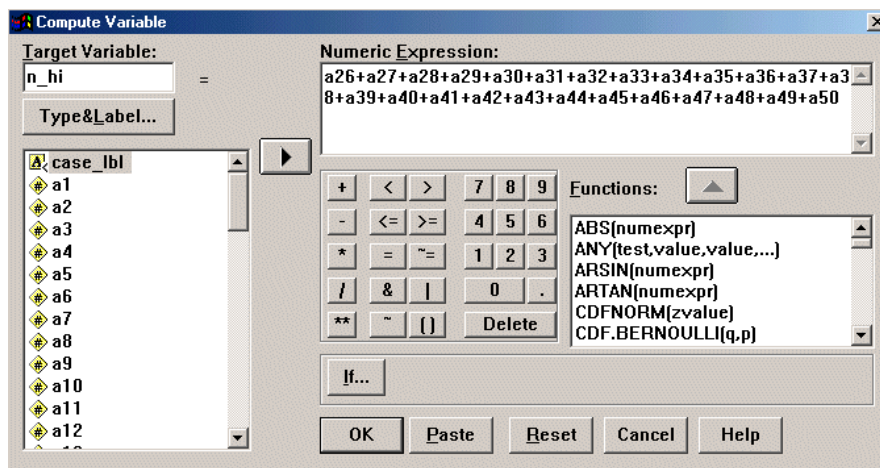 Compute Variable
Target Variable:
n_hi
=
Numeric Expression:
a26+a27+a28+a29+a30+a31+a32+a33+a34+a35+a36+a37+a3
8+a39+a40+a41+a42+a43+a44+a45+a46+a47+a48+a49+a50
Type&Label...
case_lbl
a1
a2
a3
a4
a5
a6
a7
a8
a9
a10
a11
a12
+ < > 7 8 9
- <= >= 4 5 6
* = ~= 1 2 3
/ & | 0 .
** ~ () Delete
Functions:
ABS(numexpr)
ANY(test,value,value,...)
ARSIN(numexpr)
ARTAN(numexpr)
CDFNORM(zvalue)
CDF.BERNOULLI(q,p)
If...
OK Paste Reset Cancel Help